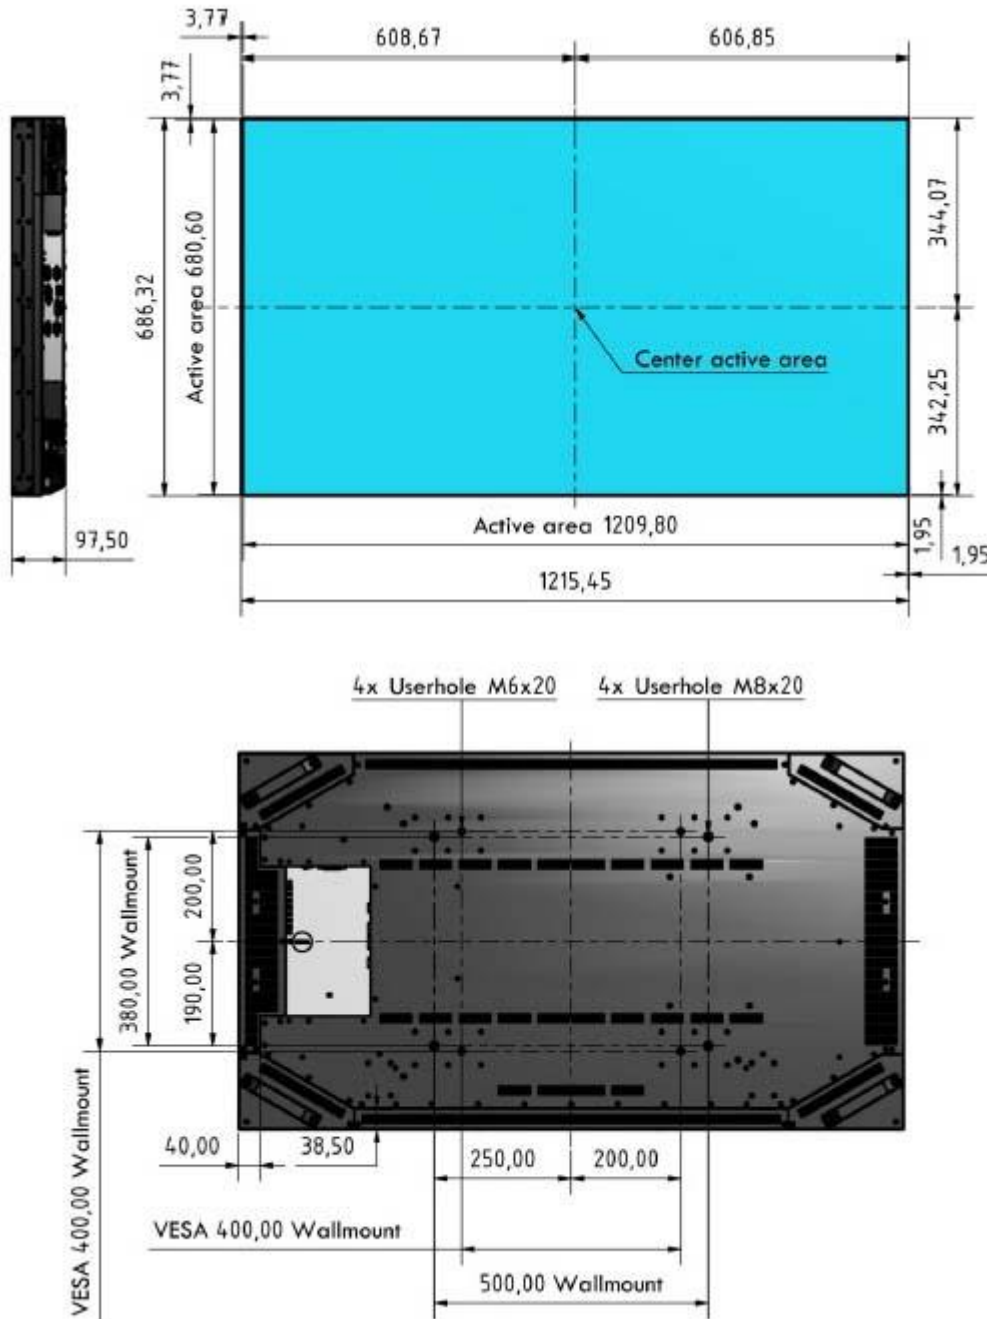 3,77
608,67
606,85
3,77
344,07
Active area 680,60
686,32
Center active area
342,25
97,50
Active area 1209,80
1,95
1,95
1215,45
4x Userhole M6x20
4x Userhole M8x20
200,00
380,00 Wallmount
190,00
VESA 400,00 Wallmount
40,00
38,50
250,00
200,00
VESA 400,00 Wallmount
500,00 Wallmount